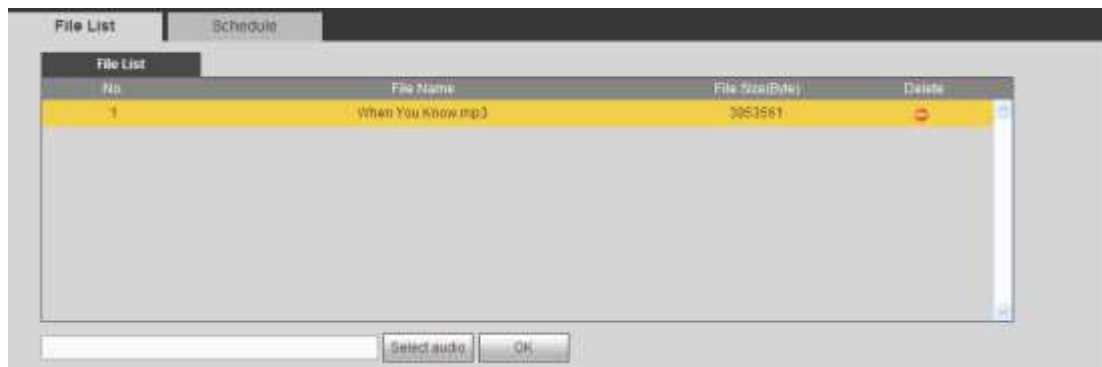 File List Schedule
File List
No. File Name File Size(Byte) Delete
1 When You Know.mp3 3953561
Select audio OK